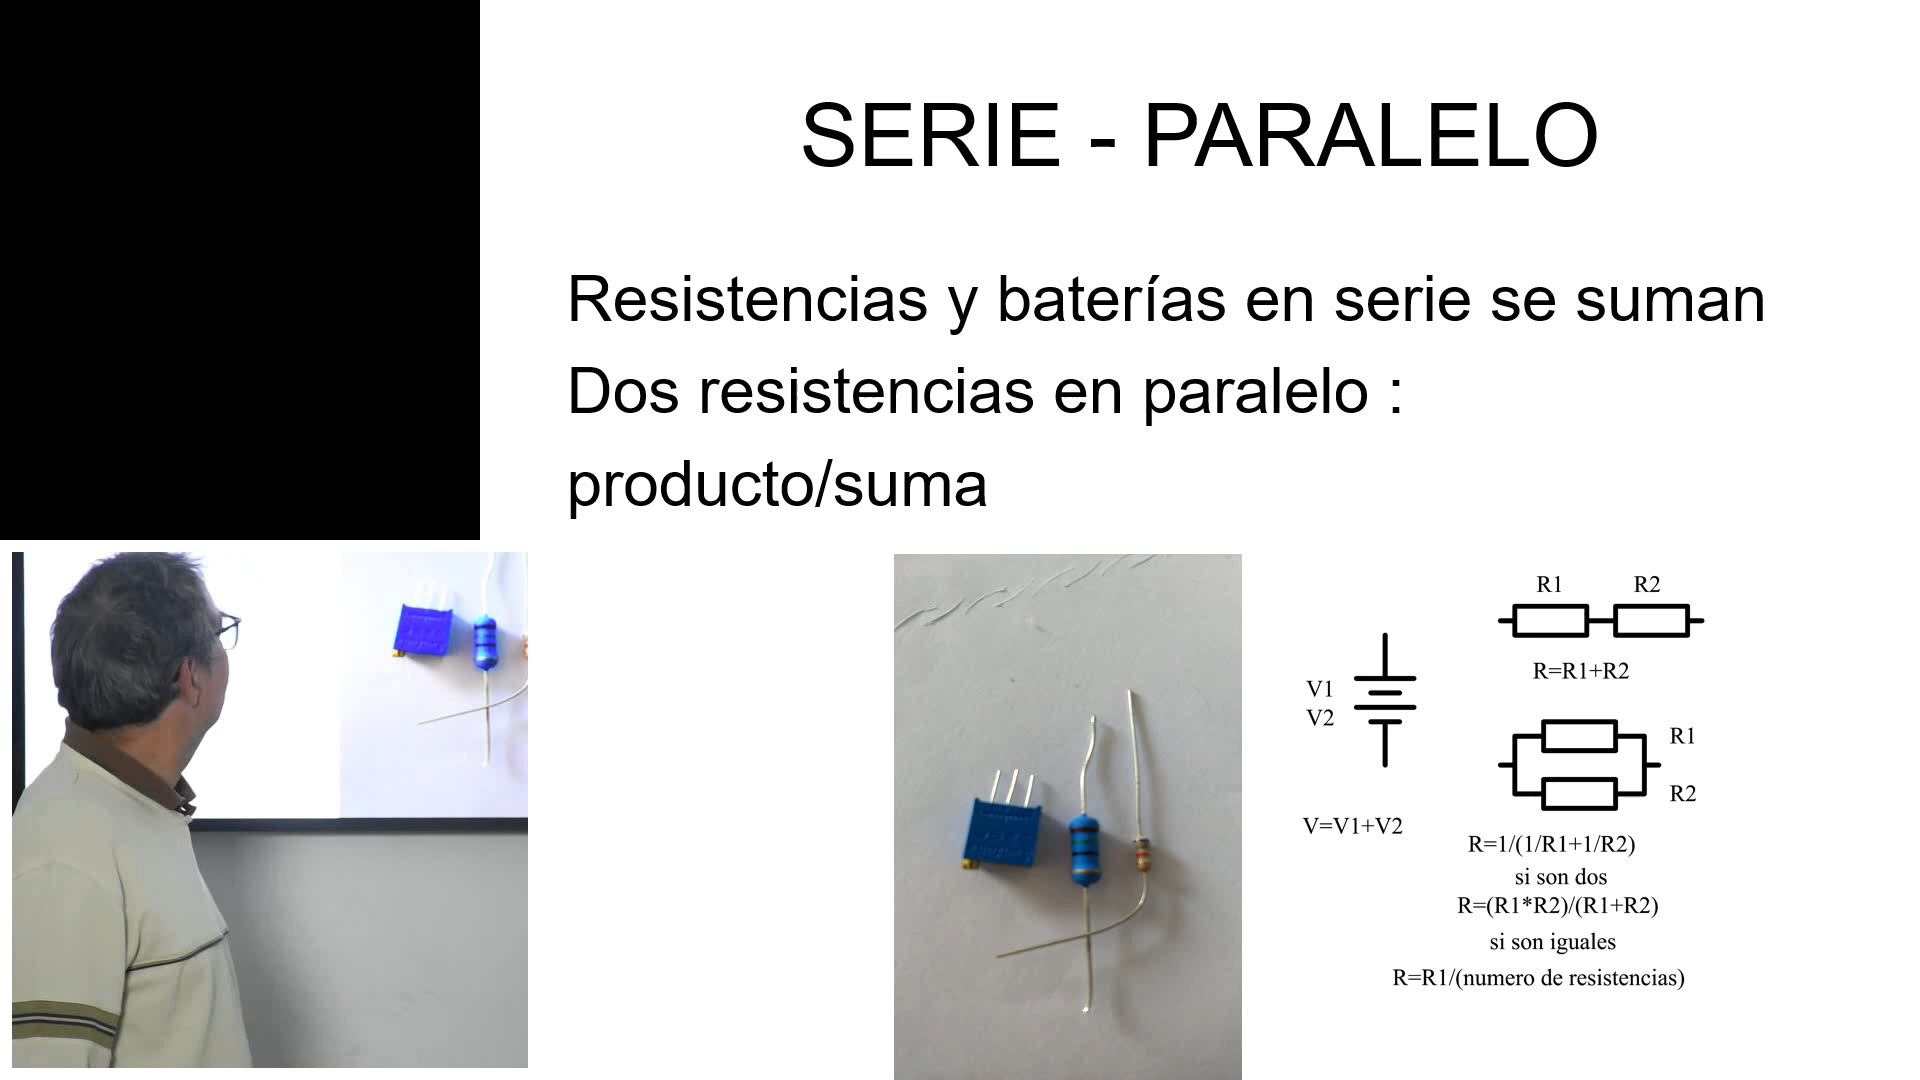 SERIE - PARALELO
Resistencias y baterías en serie se suman
Dos resistencias en paralelo :
producto/suma
R1 R2
R=R1+R2
V1
V2
V=V1+V2
R1
R2
R=1/(1/R1+1/R2)
si son dos
R=(R1*R2)/(R1+R2)
si son iguales
R=R1/(numero de resistencias)